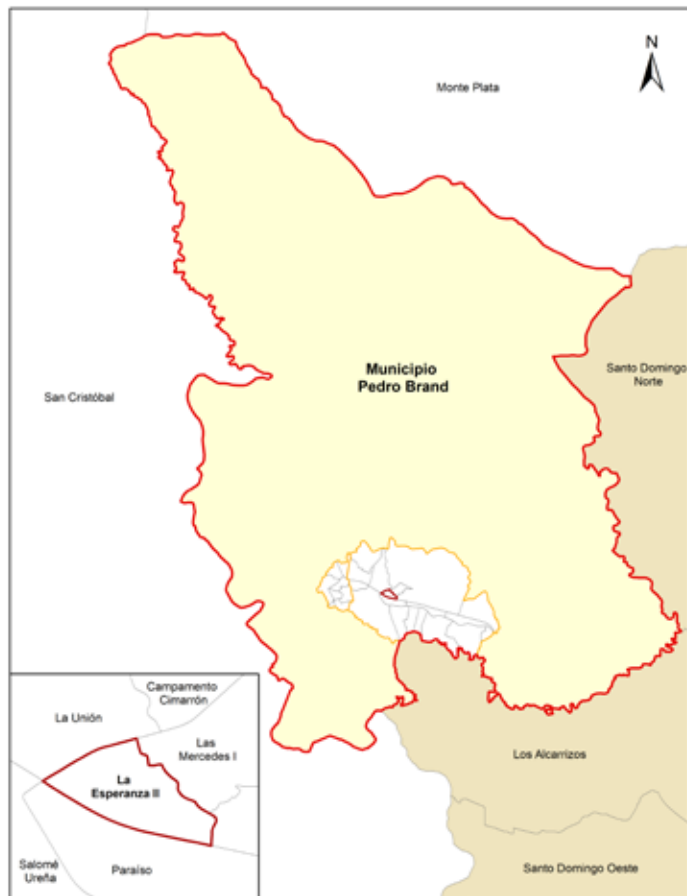 N
Monte Plata
Municipio
Pedro Brand
Santo Domingo
Norte
San Cristóbal
Campamento
Cimarrón
La Unión
Las
Mercedes I
La
Esperanza II
Los Alcarrizos
Salomé
Ureña
Paraíso
Santo Domingo Oeste